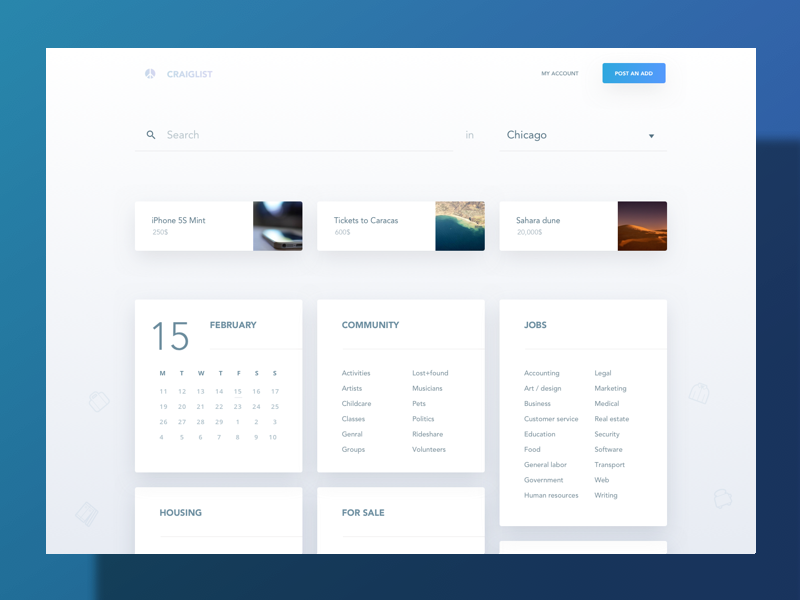 CRAIGLIST
MY ACCOUNT
POST AN ADD
Search
in
Chicago
iPhone 5S Mint
250$
Tickets to Caracas
600$
Sahara dune
20,000$
15
FEBRUARY
M T W T F S S
11 12 13 14 15 16 17
19 20 21 22 23 24 25
26 27 28 29 1 2 3
4 5 6 7 8 9 10
COMMUNITY
Activities
Artists
Childcare
Classes
Genral
Groups
Lost+found
Musicians
Pets
Politics
Rideshare
Volunteers
JOBS
Accounting
Art / design
Business
Customer service
Education
Food
General labor
Government
Human resources
Legal
Marketing
Medical
Real estate
Security
Software
Transport
Web
Writing
HOUSING
FOR SALE